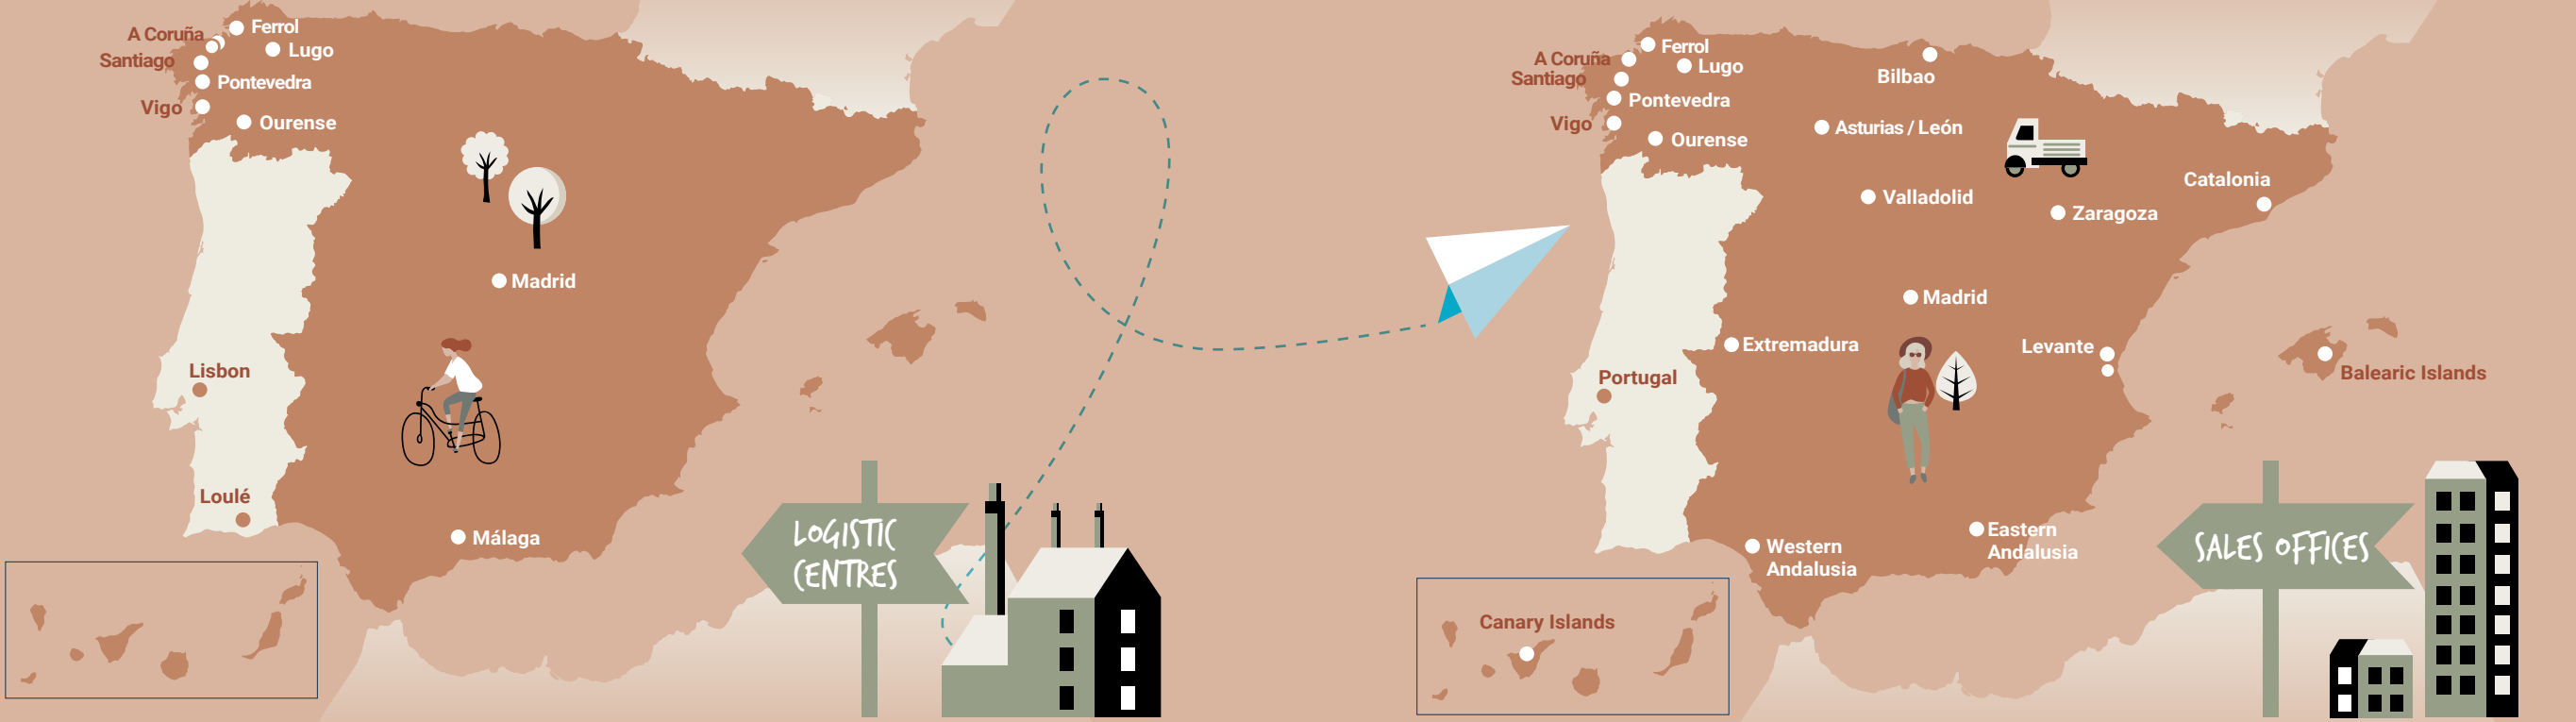 Ferrol
A Coruña
Lugo
Santiago
Pontevedra
Vigo
Ourense
Madrid
Lisbon
Loulé
Málaga
LOGISTIC
CENTRES
Ferrol
A Coruña
Lugo
Santiago
Pontevedra
Vigo
Ourense
Bilbao
Asturias / León
Catalonia
Valladolid
Zaragoza
Madrid
Extremadura
Levante
Portugal
Balearic Islands
Eastern
Andalusia
Western
Andalusia
Canary Islands
SALES OFFICES